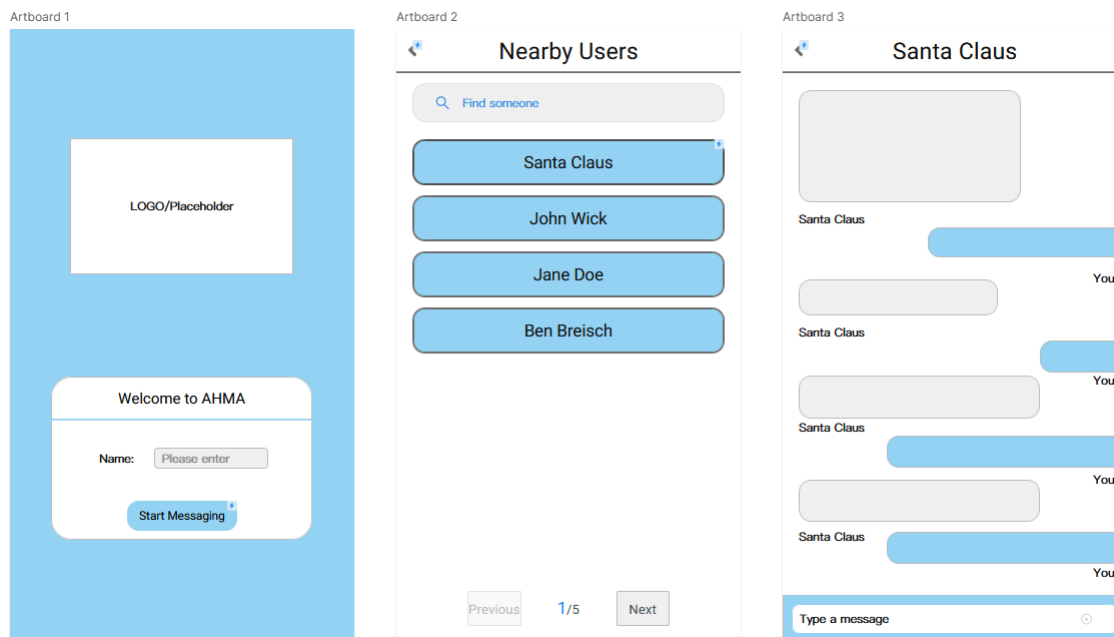 Artboard 1
LOGO/Placeholder
Welcome to AHMA
Name:
Please enter
Start Messaging
Artboard 2
Nearby Users
Find someone
Santa Claus
John Wick
Jane Doe
Ben Breisch
Previous
1/5
Next
Artboard 3
Santa Claus
Santa Claus
You
Santa Claus
You
Santa Claus
You
Santa Claus
You
Type a message